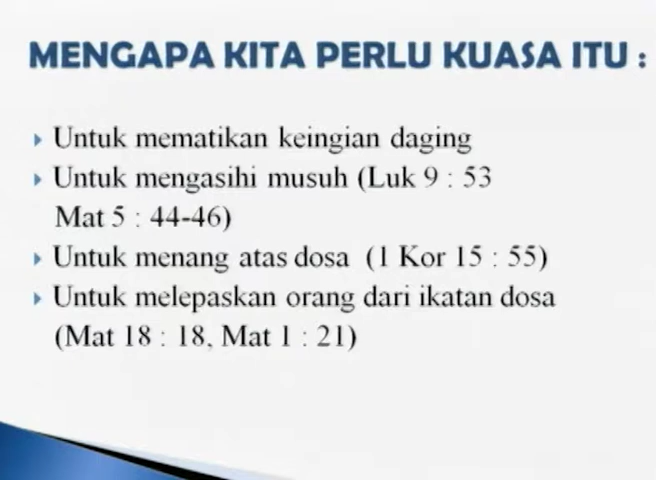 MENGAPA KITA PERLU KUASA ITU :
Untuk mematikan keingian daging
Untuk mengasihi musuh (Luk 9 : 53
Mat 5 : 44-46)
Untuk menang atas dosa (1 Kor 15 : 55)
Untuk melepaskan orang dari ikatan dosa
(Mat 18 : 18, Mat 1 : 21)